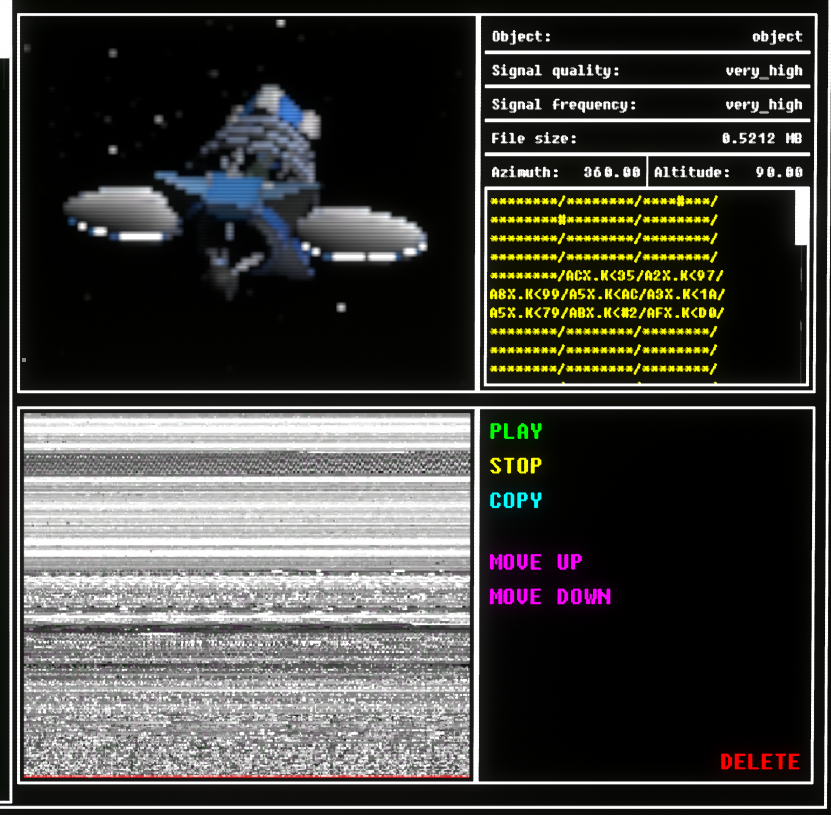 Object: object
Signal quality: very_high
Signal frequency: very_high
File size: 0.5212 MB
Azimuth: 360.00 Altitude: 90.00
********/********/****#***/
********#********/********/
********/********/********/
********/********/********/
********/ACX.K<35/A2X.K<97/
A8X.K<99/A5X.K<AC/A3X.K<1A/
A5X.K<79/ABX.K<#2/AFX.K<D0/
********/********/********/
********/********/********/
********/********/********/
PLAY
STOP
COPY
MOVE UP
MOVE DOWN
DELETE